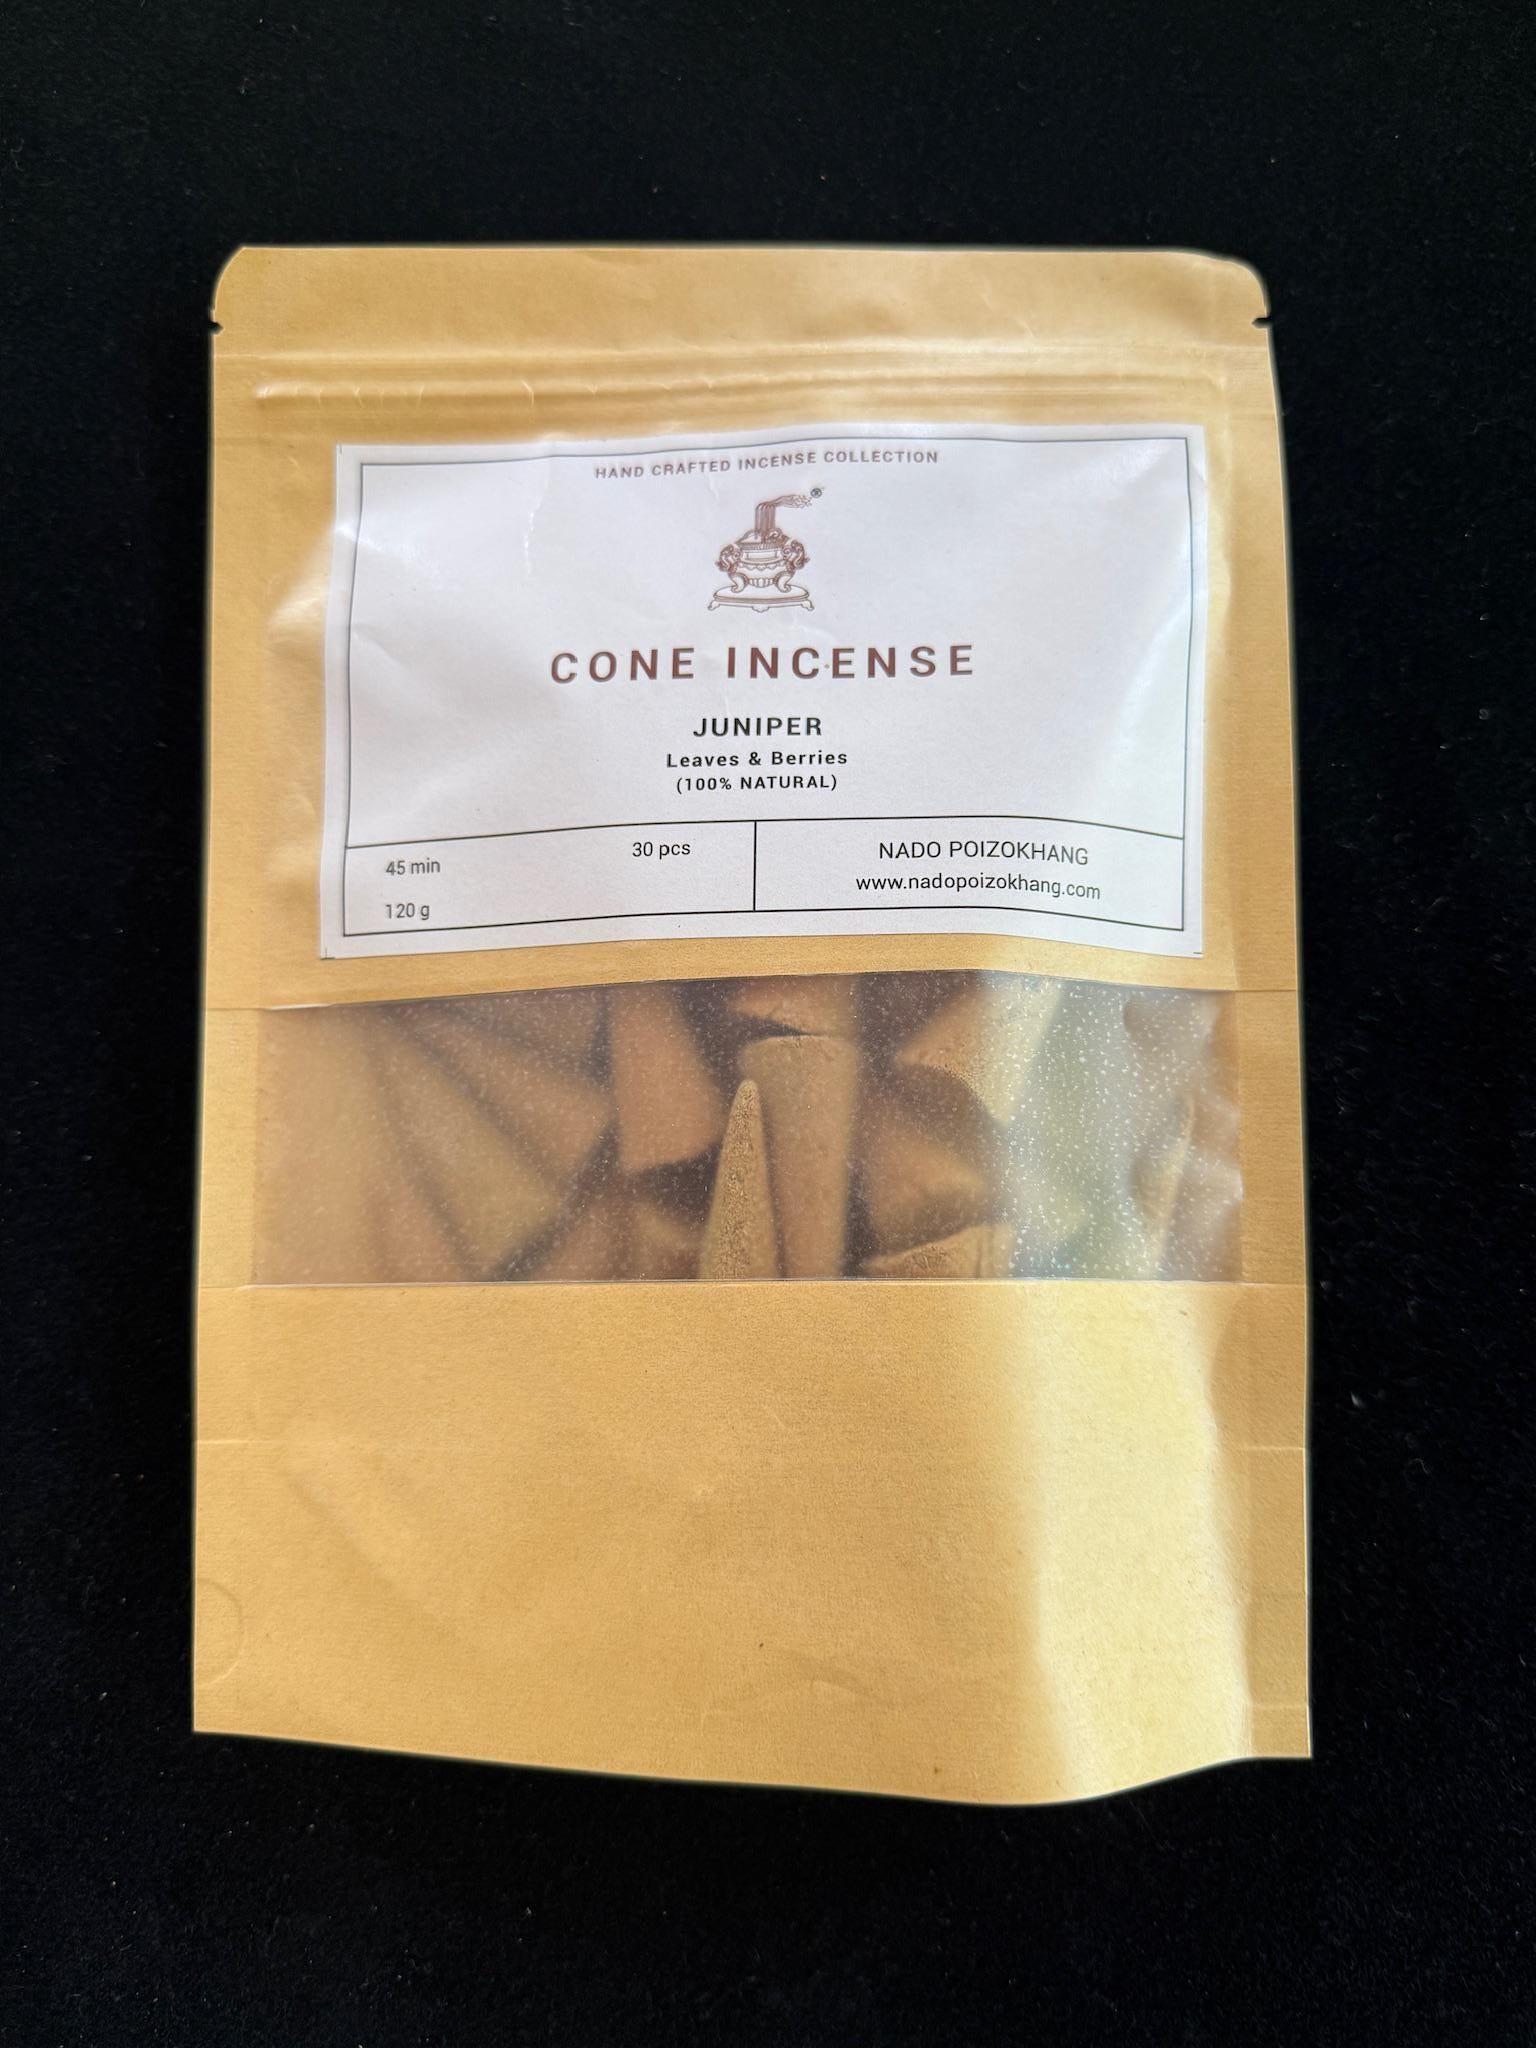 HAND CRAFTED INCENSE COLLECTION
®
CONE INCENSE
JUNIPER
Leaves & Berries
(100% NATURAL)
45 min
30 pcs
120 g
NADO POIZOKHANG
www.nadopoizokhang.com